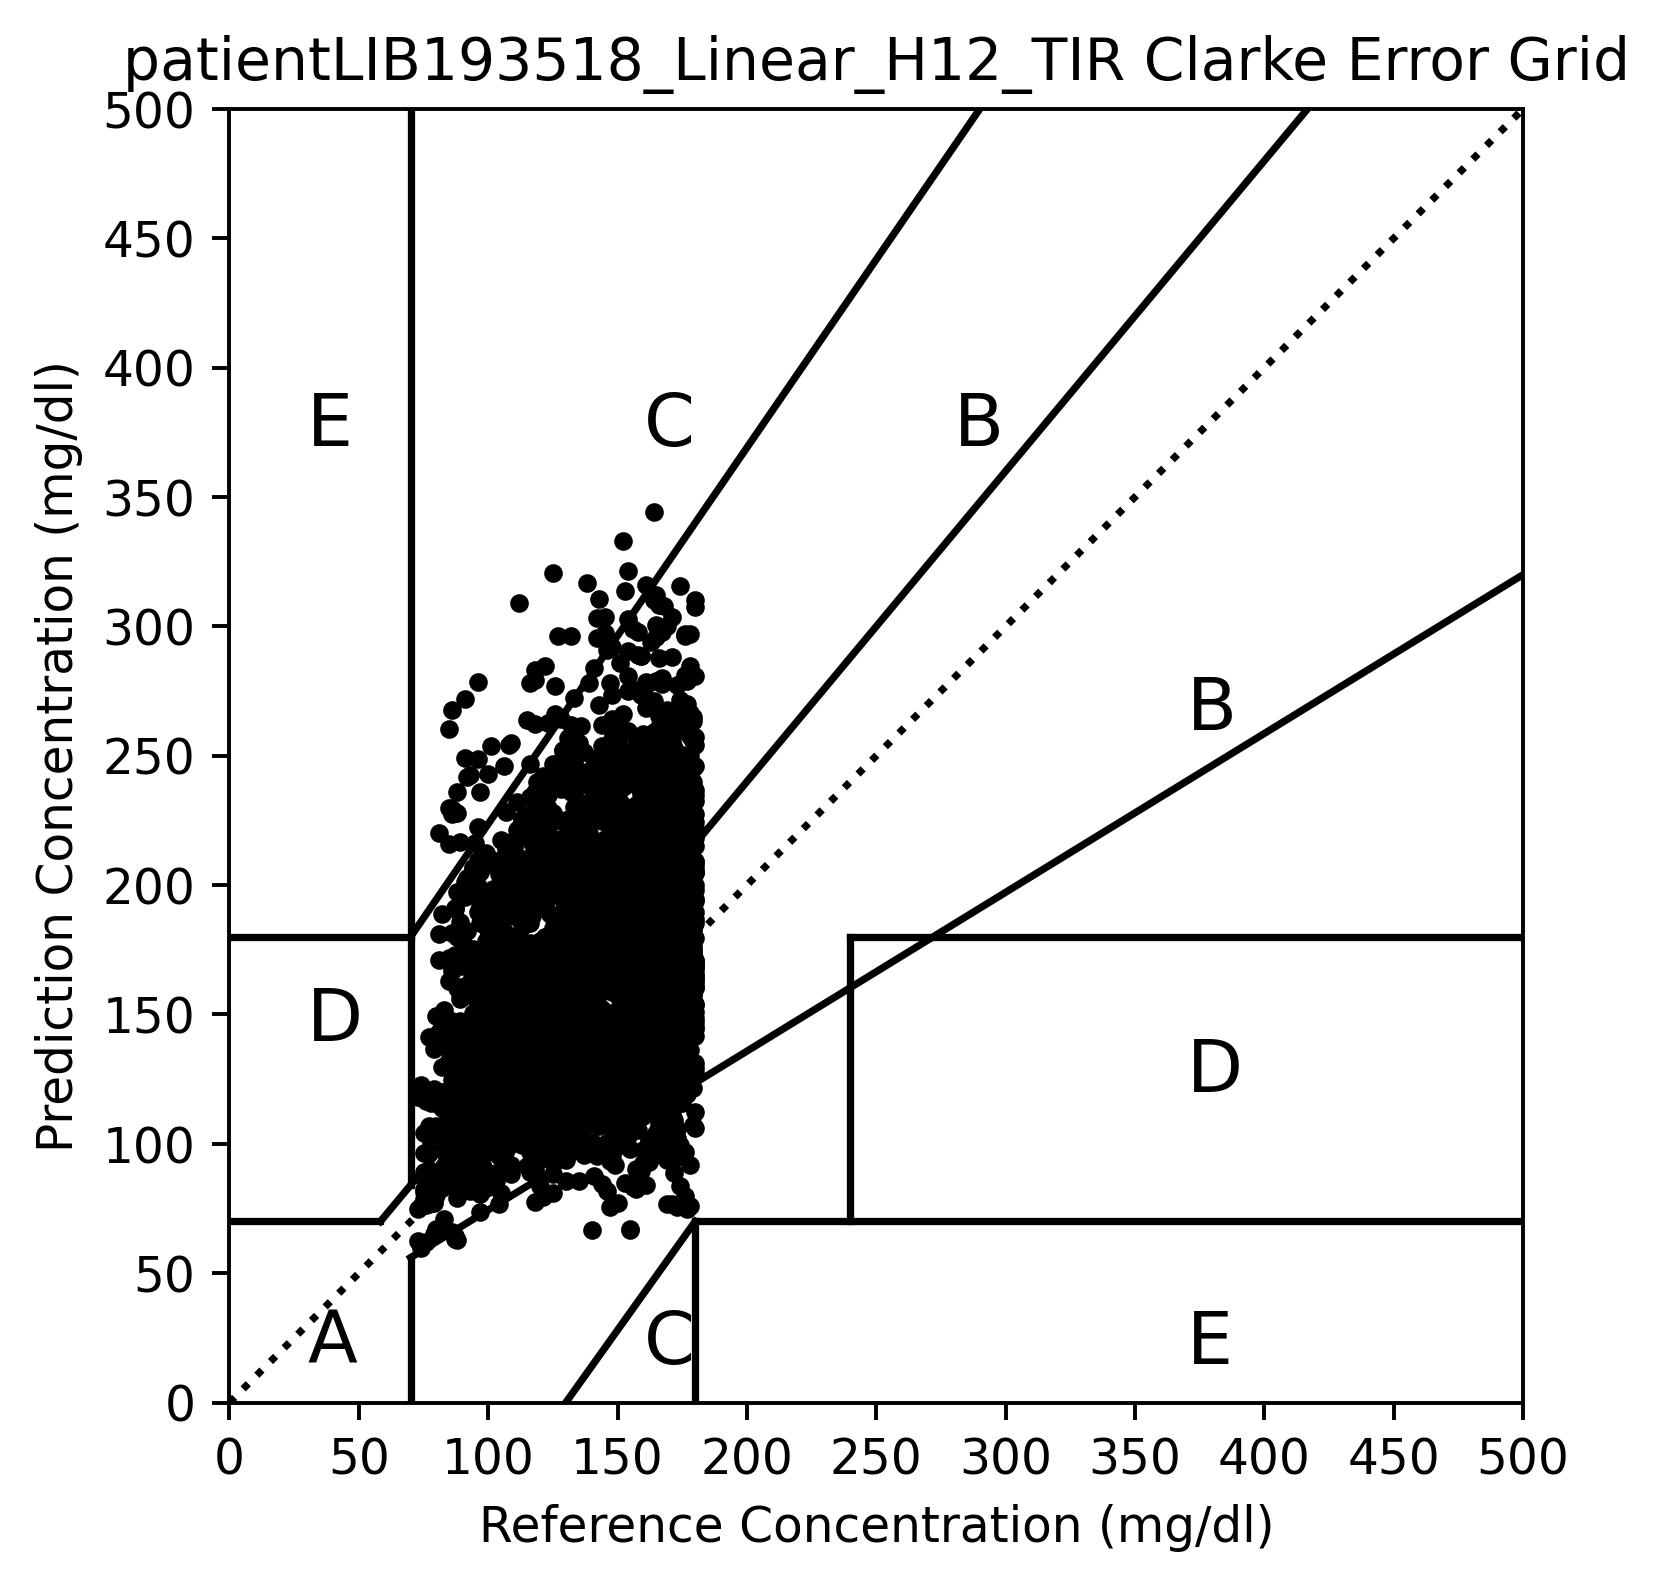 patientLIB193518_Linear_H12_TIR Clarke Error Grid
500
450
400
350
300
250
200
150
100
50
0
Prediction Concentration (mg/dl)
E
C
B
B
D
D
A
C
E
0 50 100 150 200 250 300 350 400 450 500
Reference Concentration (mg/dl)